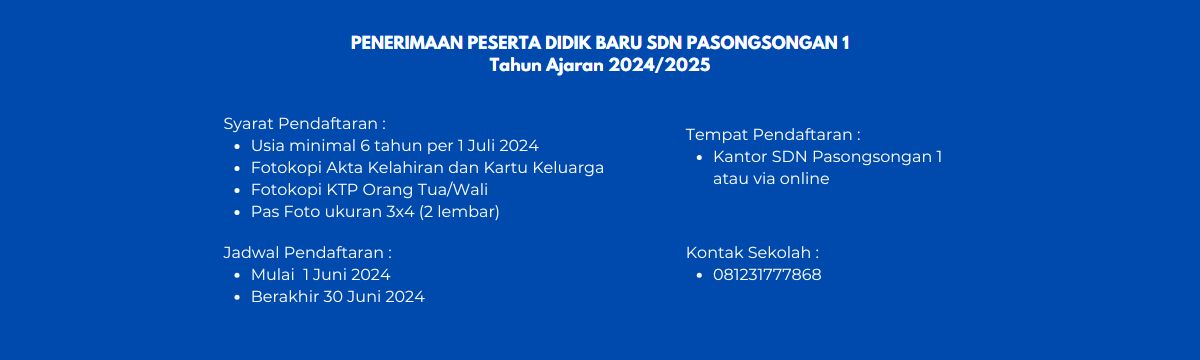 PENERIMAAN PESERTA DIDIK BARU SDN PASONGSONGAN 1
Tahun Ajaran 2024/2025
Syarat Pendaftaran :
• Usia minimal 6 tahun per 1 Juli 2024
• Fotokopi Akta Kelahiran dan Kartu Keluarga
• Fotokopi KTP Orang Tua/Wali
• Pas Foto ukuran 3x4 (2 lembar)
Jadwal Pendaftaran :
• Mulai 1 Juni 2024
• Berakhir 30 Juni 2024
Tempat Pendaftaran :
• Kantor SDN Pasongsongan 1
atau via online
Kontak Sekolah :
• 081231777868